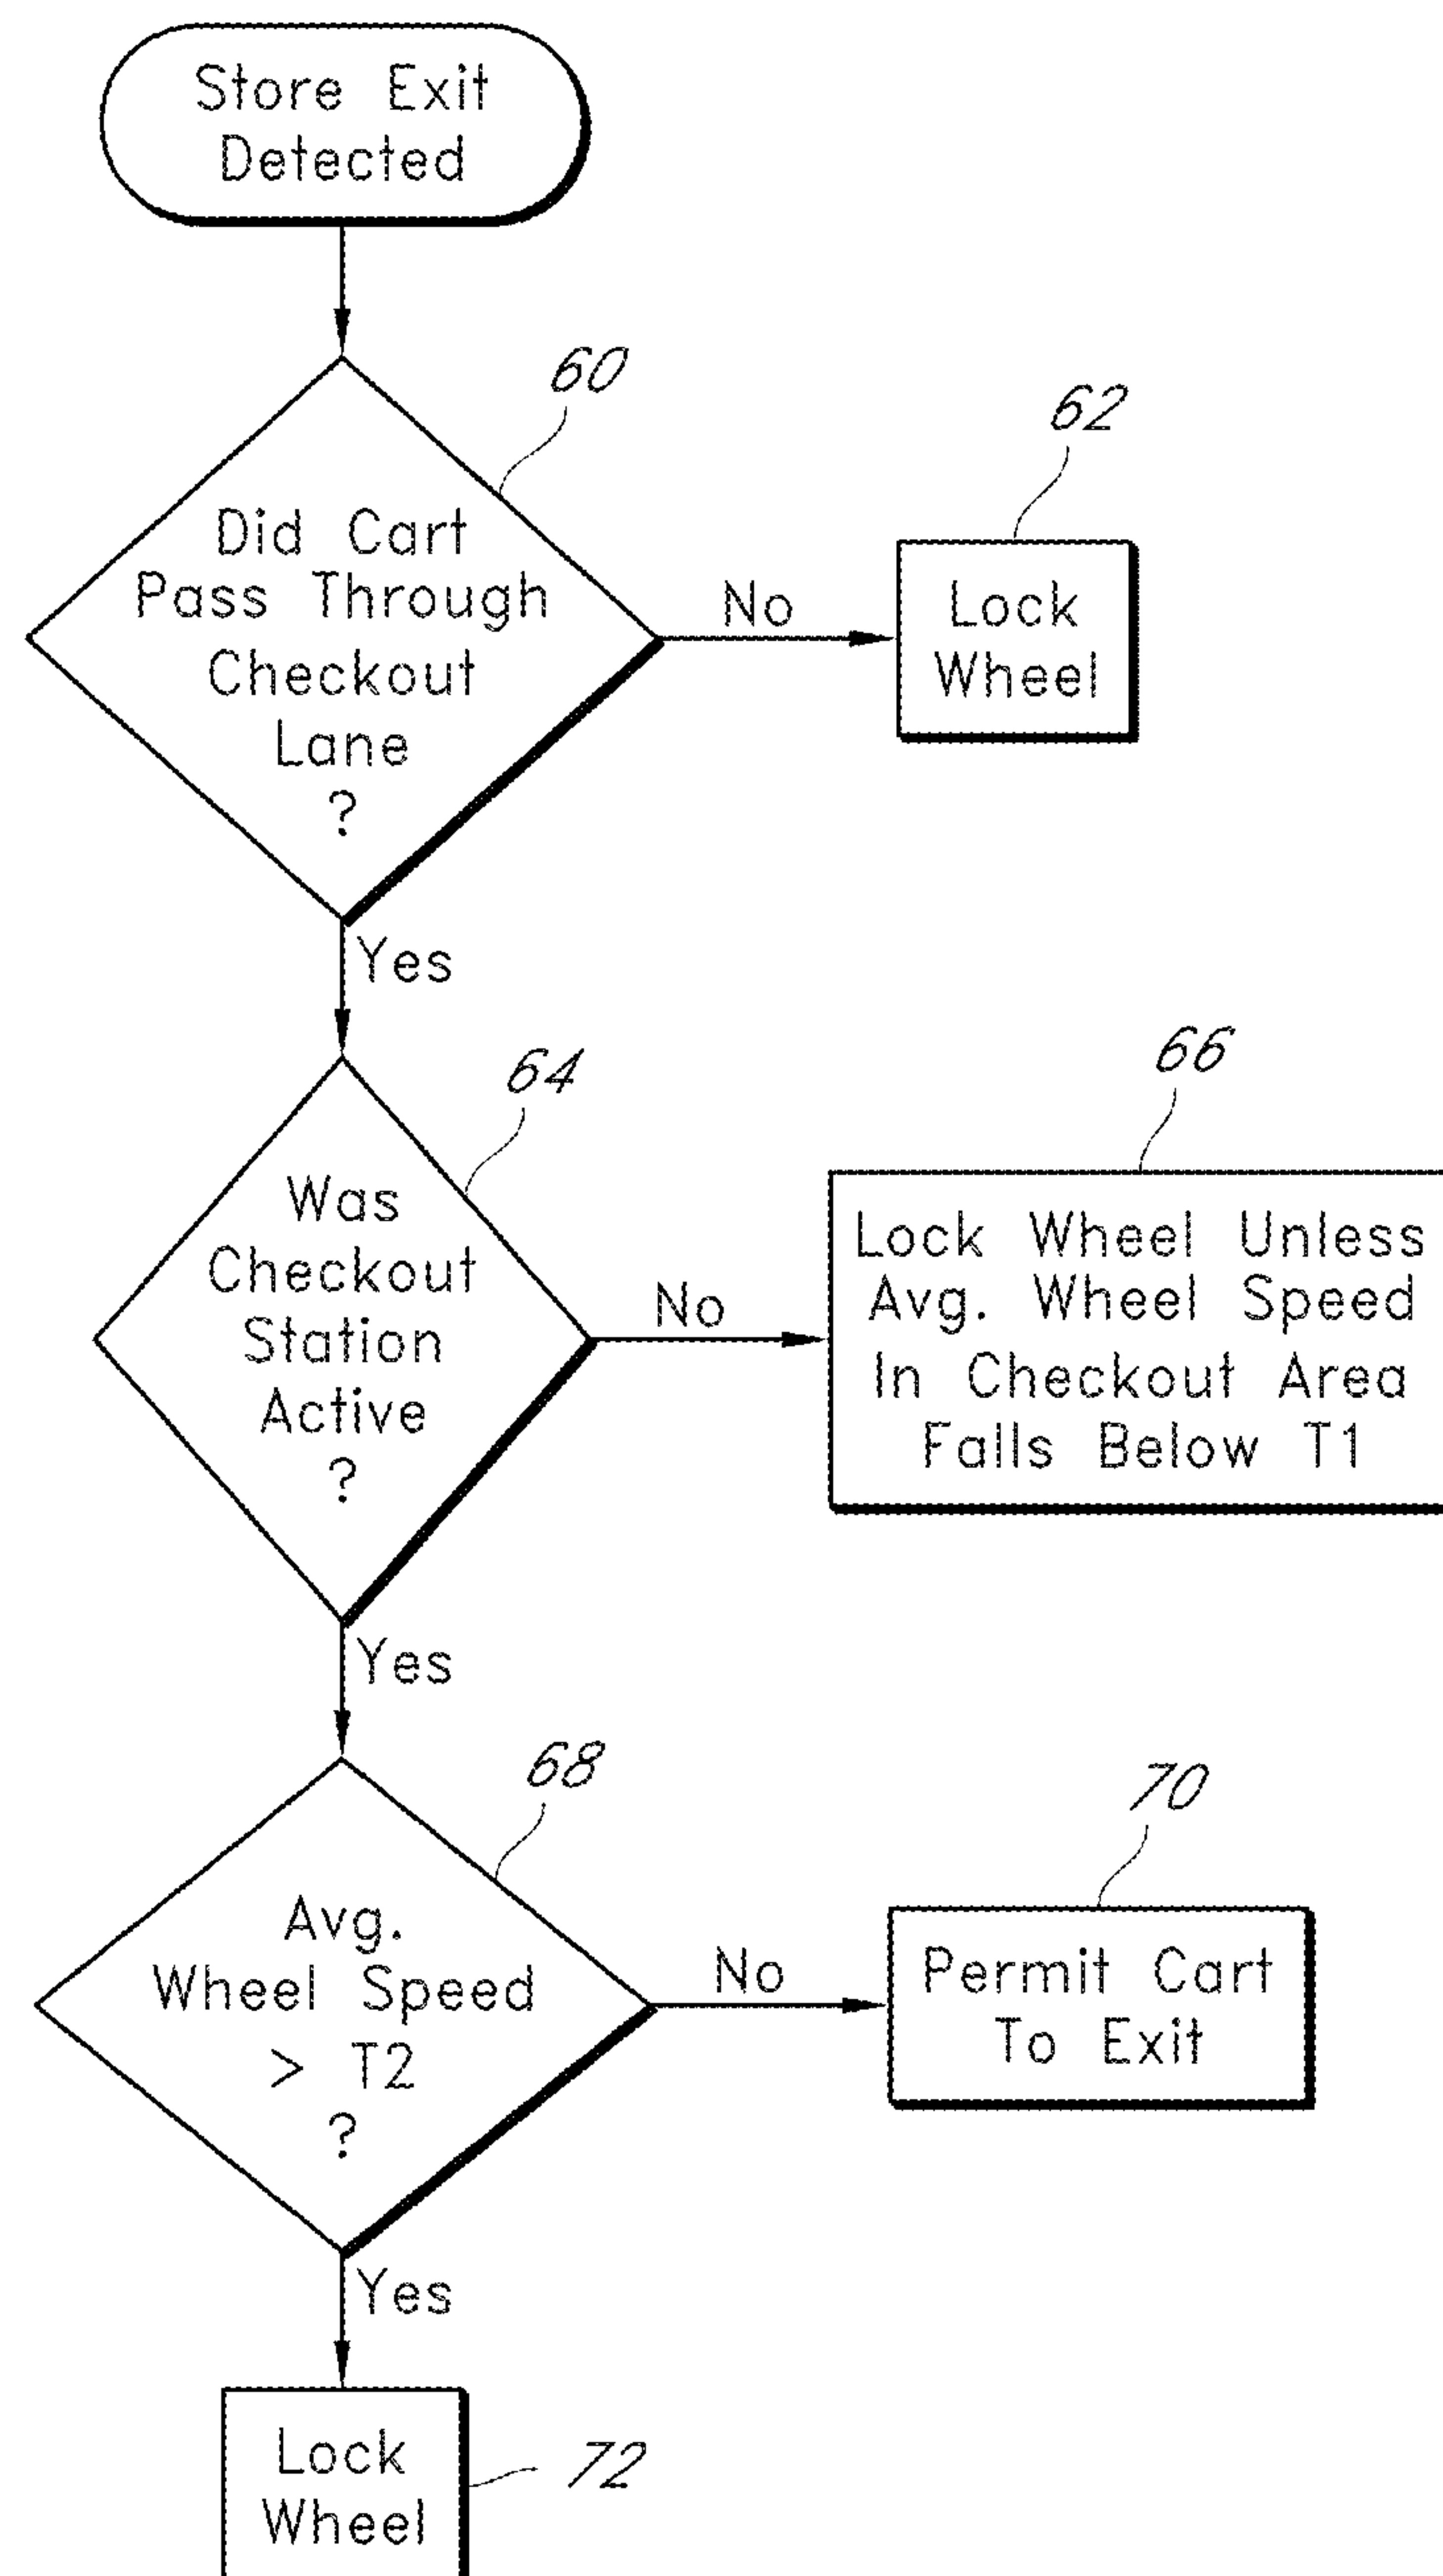 Store Exit
Detected
60
Did Cart
Pass Through
Checkout
Lane
?
No
62
Lock
Wheel
Yes
64
Was
Checkout
Station
Active
?
No
66
Lock Wheel Unless
Avg. Wheel Speed
In Checkout Area
Falls Below T1
Yes
68
Avg.
Wheel Speed
> T2
?
No
70
Permit Cart
To Exit
Yes
Lock
Wheel
72